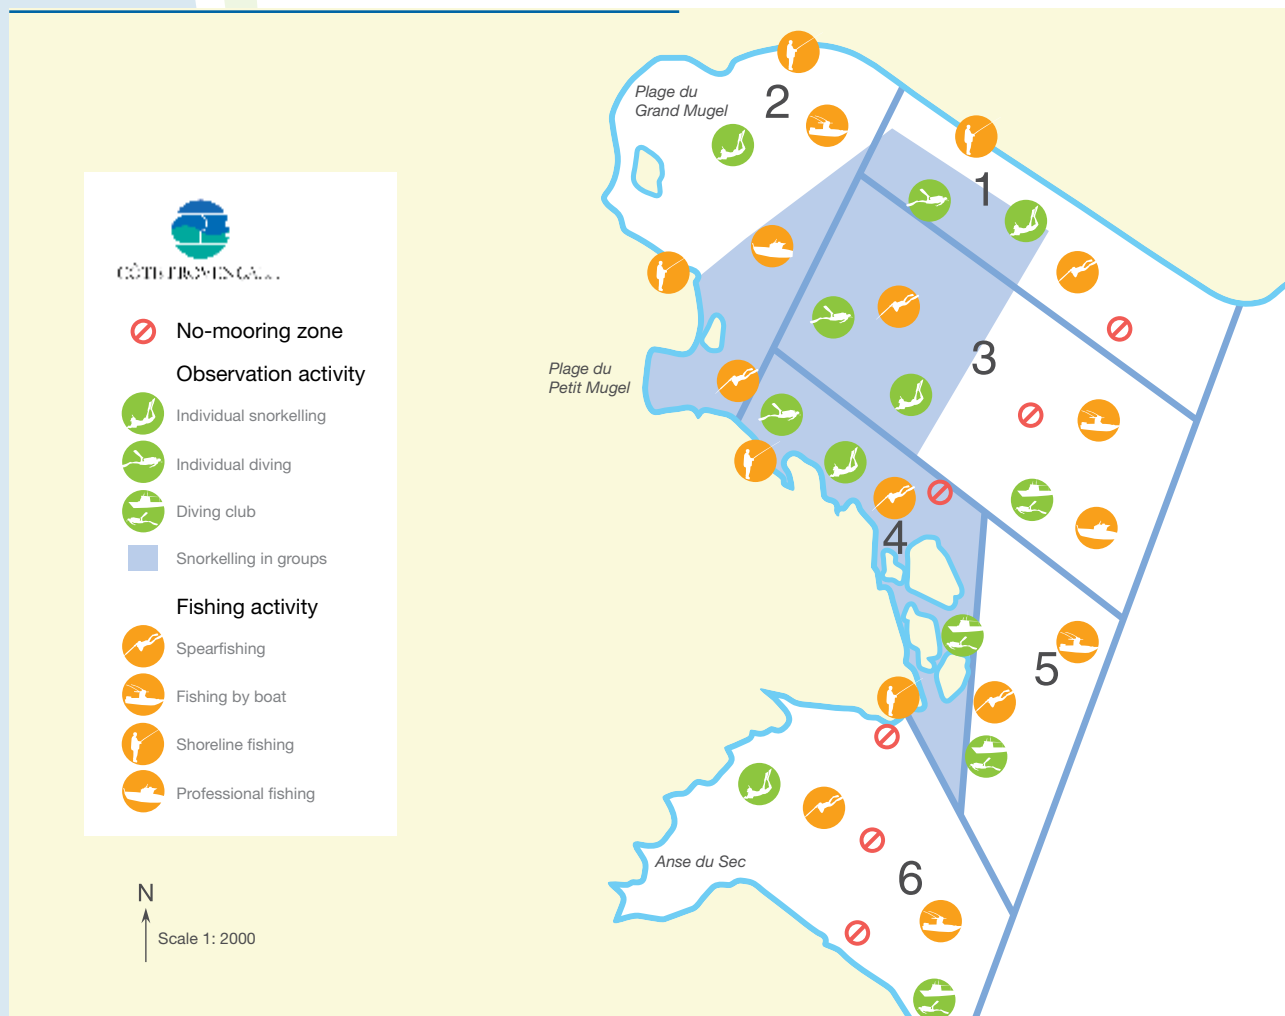 No-mooring zone
Observation activity
Individual snorkelling
Individual diving
Diving club
Snorkelling in groups
Fishing activity
Spearfishing
Fishing by boat
Shoreline fishing
Professional fishing
N
Scale 1: 2000
Plage du
Grand Mugel
2
1
3
Plage du
Petit Mugel
4
5
Anse du Sec
6